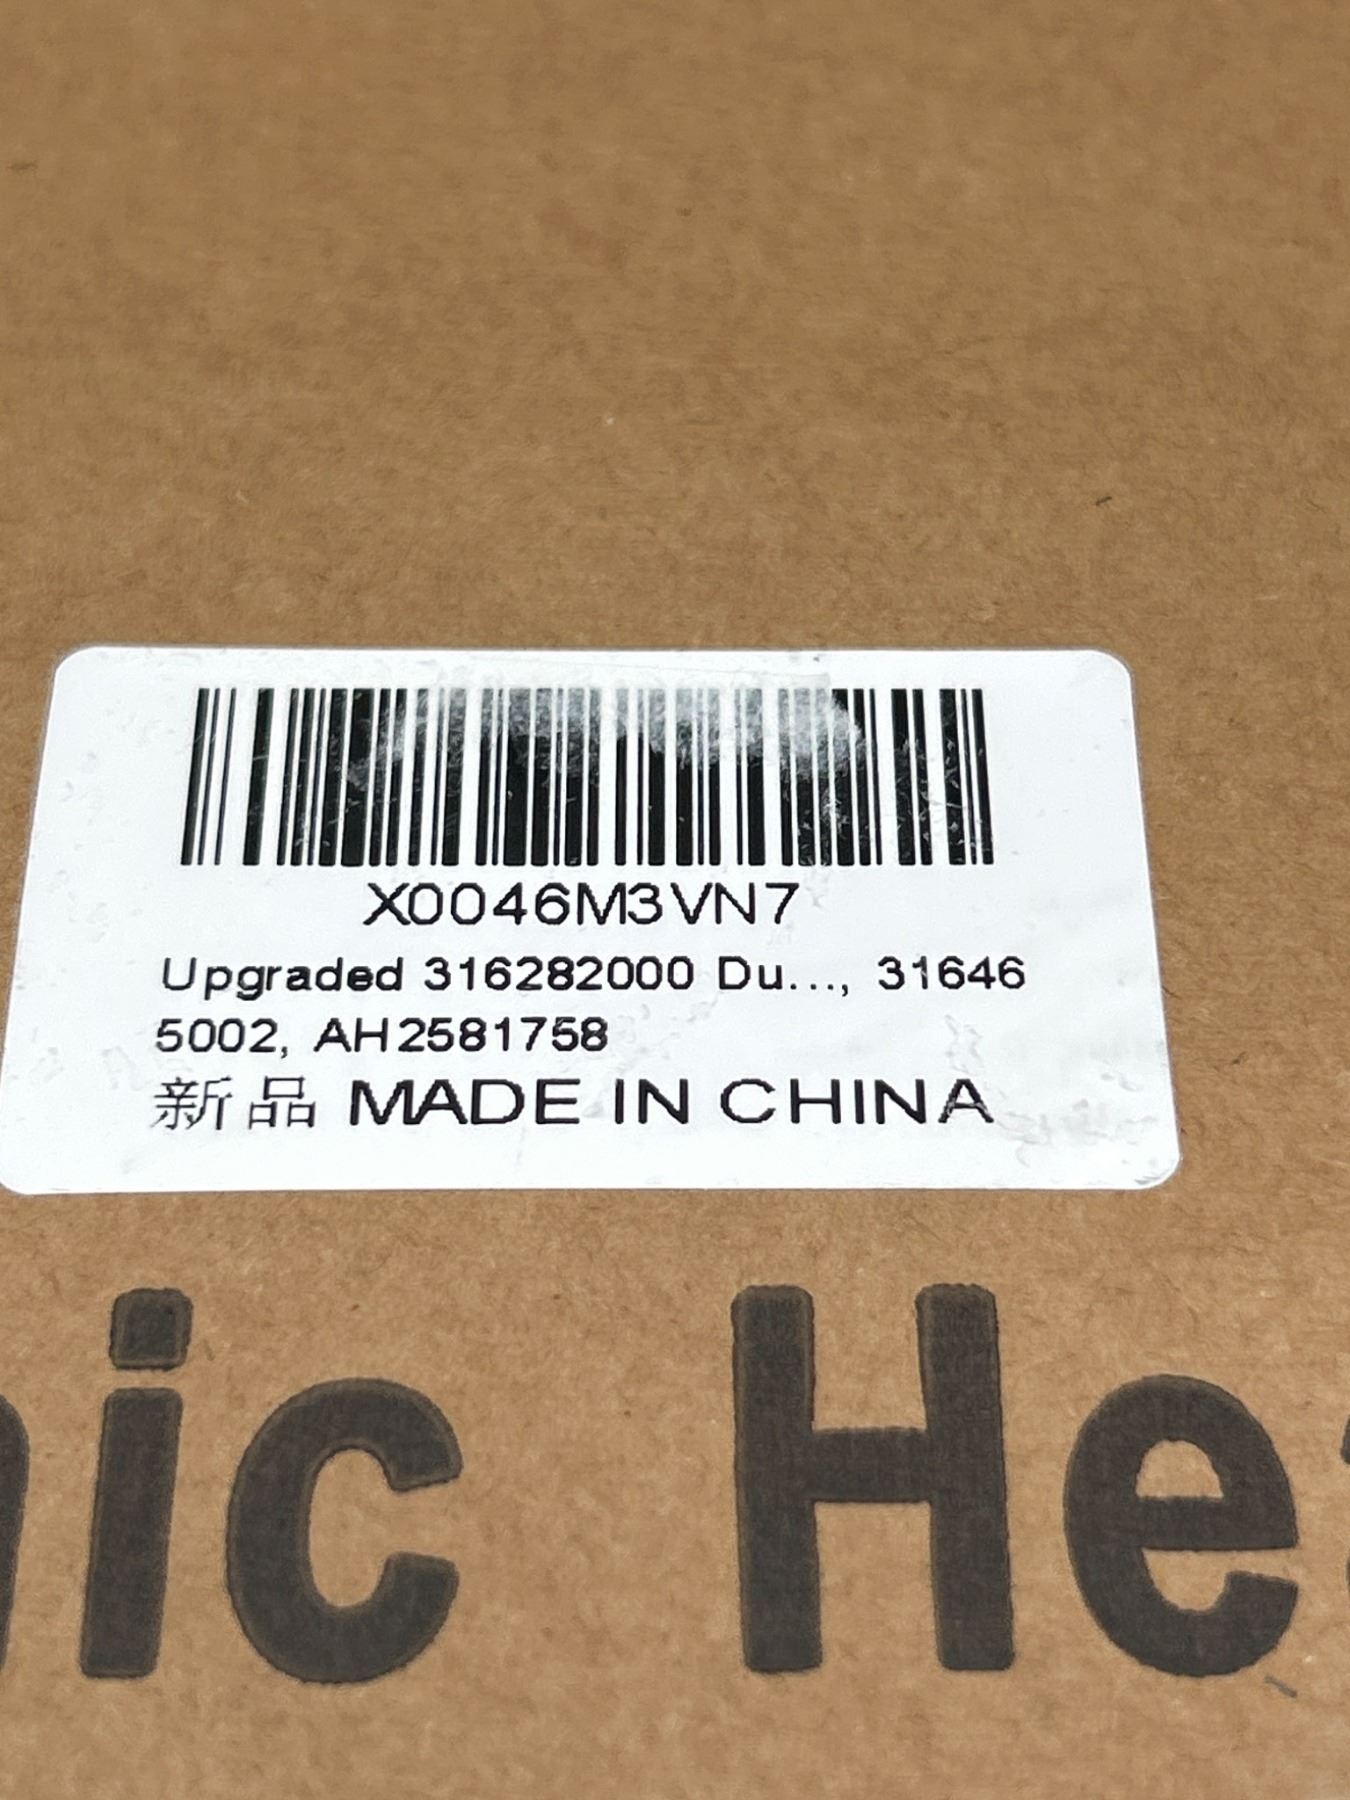 X0046M3VN7
Upgraded 316282000 Du..., 31646
5002, AH2581758
新品 MADE IN CHINA
ic He